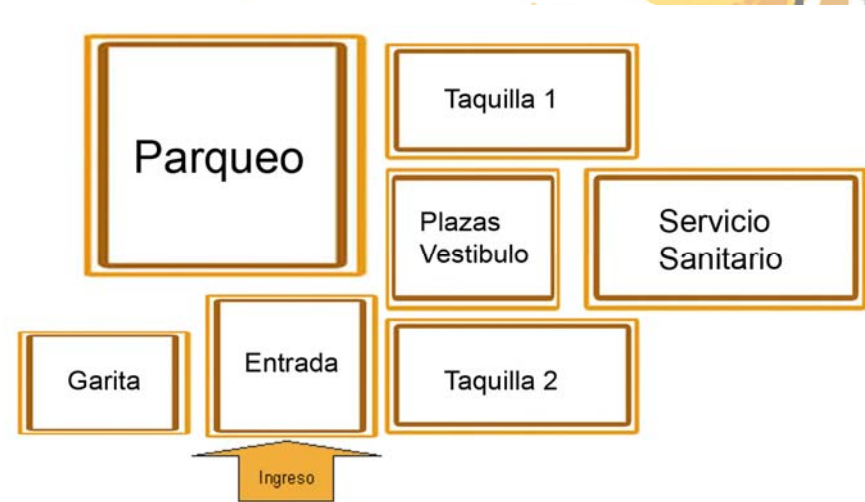 Parqueo
Taquilla 1
Plazas
Vestibulo
Servicio
Sanitario
Garita
Entrada
Taquilla 2
Ingreso